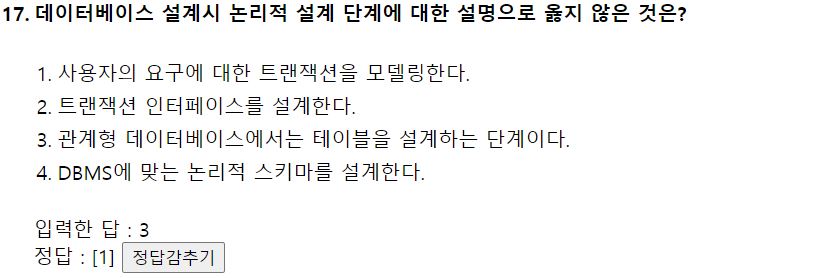 17. 데이터베이스 설계시 논리적 설계 단계에 대한 설명으로 옳지 않은 것은?
1. 사용자의 요구에 대한 트랜잭션을 모델링한다.
2. 트랜잭션 인터페이스를 설계한다.
3. 관계형 데이터베이스에서는 테이블을 설계하는 단계이다.
4. DBMS에 맞는 논리적 스키마를 설계한다.
입력한 답 : 3
정답 : [1] 정답감추기